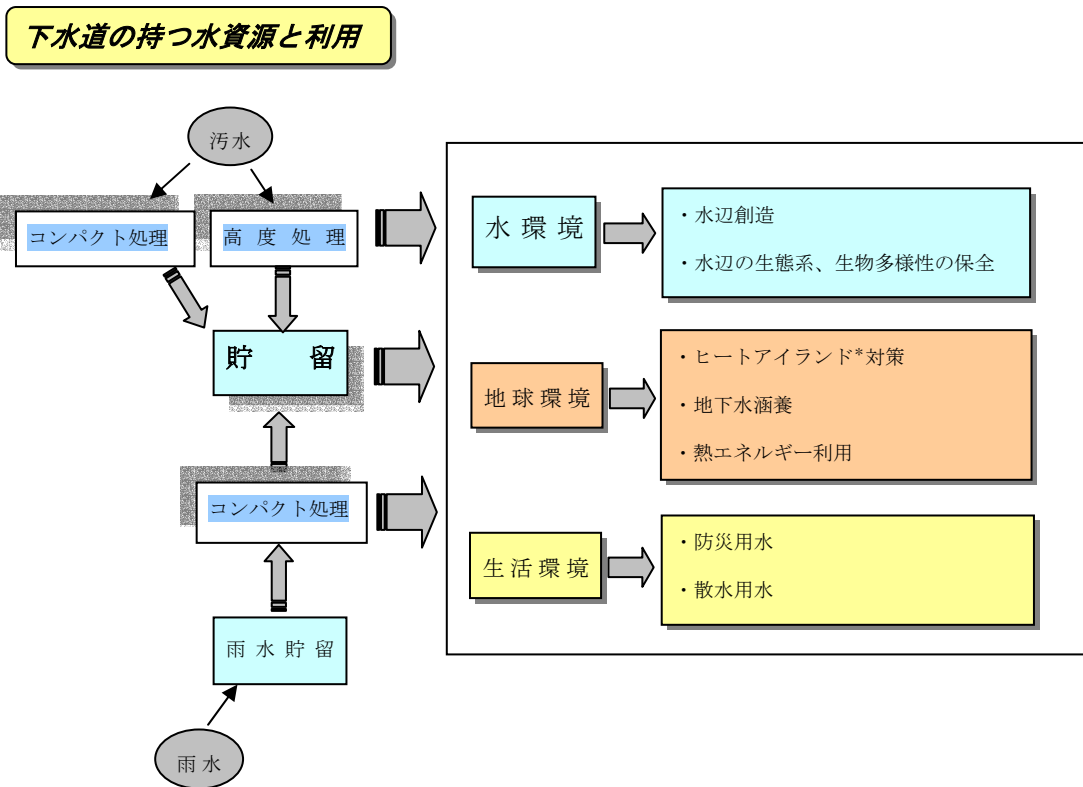 下水道の持つ水資源と利用
汚水
コンパクト処理
高度処理
貯留
コンパクト処理
雨水貯留
雨水
水環境
・水辺創造
・水辺の生態系、生物多様性の保全
地球環境
・ヒートアイランド*対策
・地下水涵養
・熱エネルギー利用
生活環境
・防災用水
・散水用水